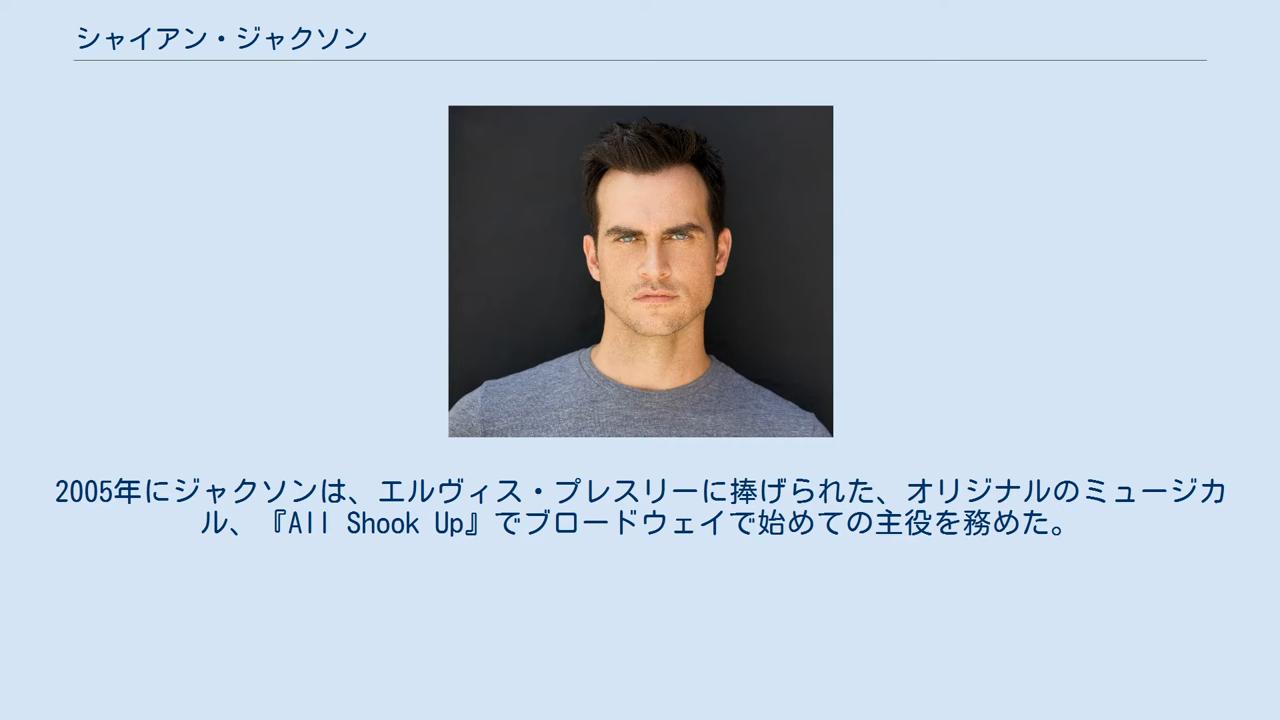 シャイアン・ジャクソン
2005年にジャクソンは、エルヴィス・プレスリーに捧げられた、オリジナルのミュージカ
ル、『All Shook Up』でブロードウェイで始めての主役を務めた。